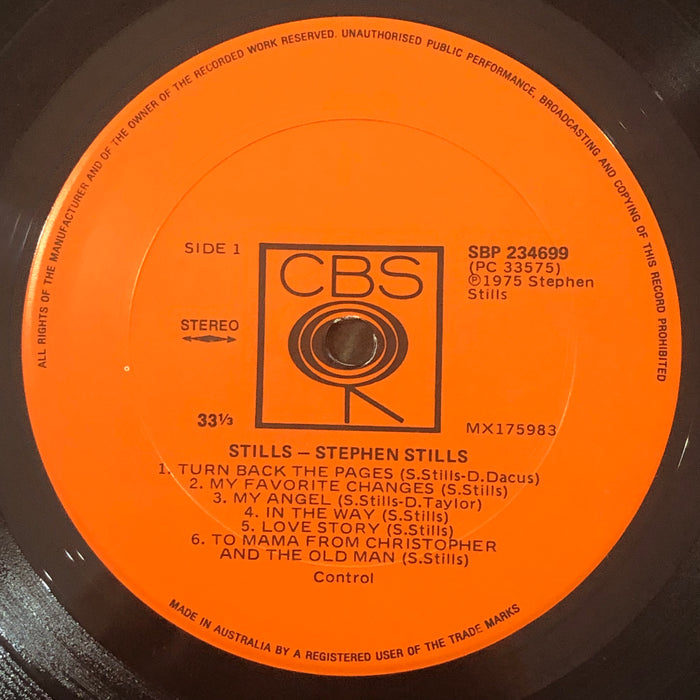 ALL RIGHTS OF THE MANUFACTURER AND OF THE OWNER OF THE RECORDED WORK RESERVED. UNAUTHORISED PUBLIC PERFORMANCE, BROADCASTING AND COPYING OF THIS RECORD PROHIBITED
SIDE 1
CBS
SBP 234699
(PC 33575)
℗1975 Stephen
Stills
STEREO
33⅓
MX175983
STILLS – STEPHEN STILLS
1. TURN BACK THE PAGES (S.Stills-D.Dacus)
2. MY FAVORITE CHANGES (S.Stills)
3. MY ANGEL (S.Stills-D.Taylor)
4. IN THE WAY (S.Stills)
5. LOVE STORY (S.Stills)
6. TO MAMA FROM CHRISTOPHER
AND THE OLD MAN (S.Stills)
Control
MADE IN AUSTRALIA BY A REGISTERED USER OF THE TRADE MARKS